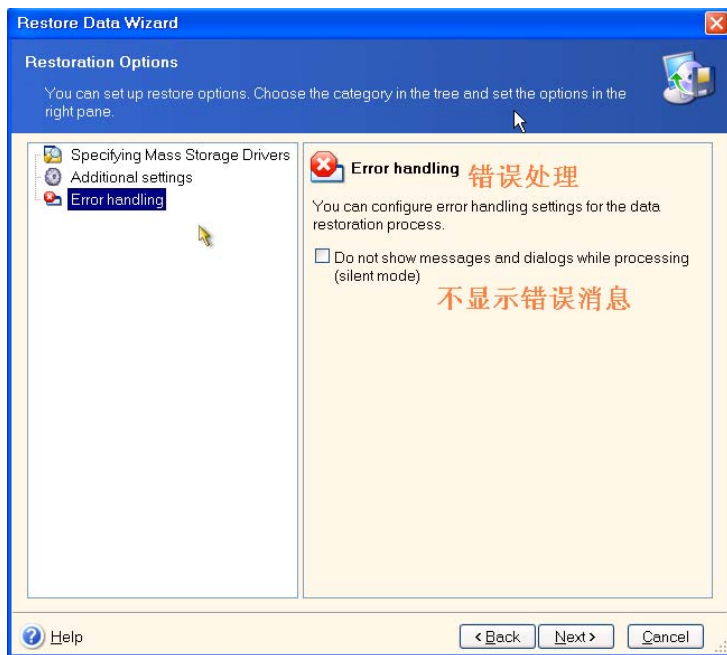 Restore Data Wizard
Restoration Options
You can set up restore options. Choose the category in the tree and set the options in the
right pane.
Specifying Mass Storage Drivers
Additional settings
Error handling
Error handling 错误处理
You can configure error handling settings for the data
restoration process.
Do not show messages and dialogs while processing
(silent mode)
不显示错误消息
Help
< Back
Next >
Cancel